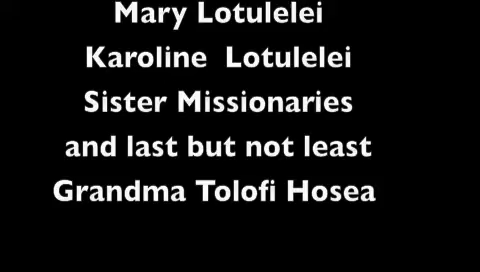 Mary Lotulelei
Karoline Lotulelei
Sister Missionaries
and last but not least
Grandma Tolofi Hosea